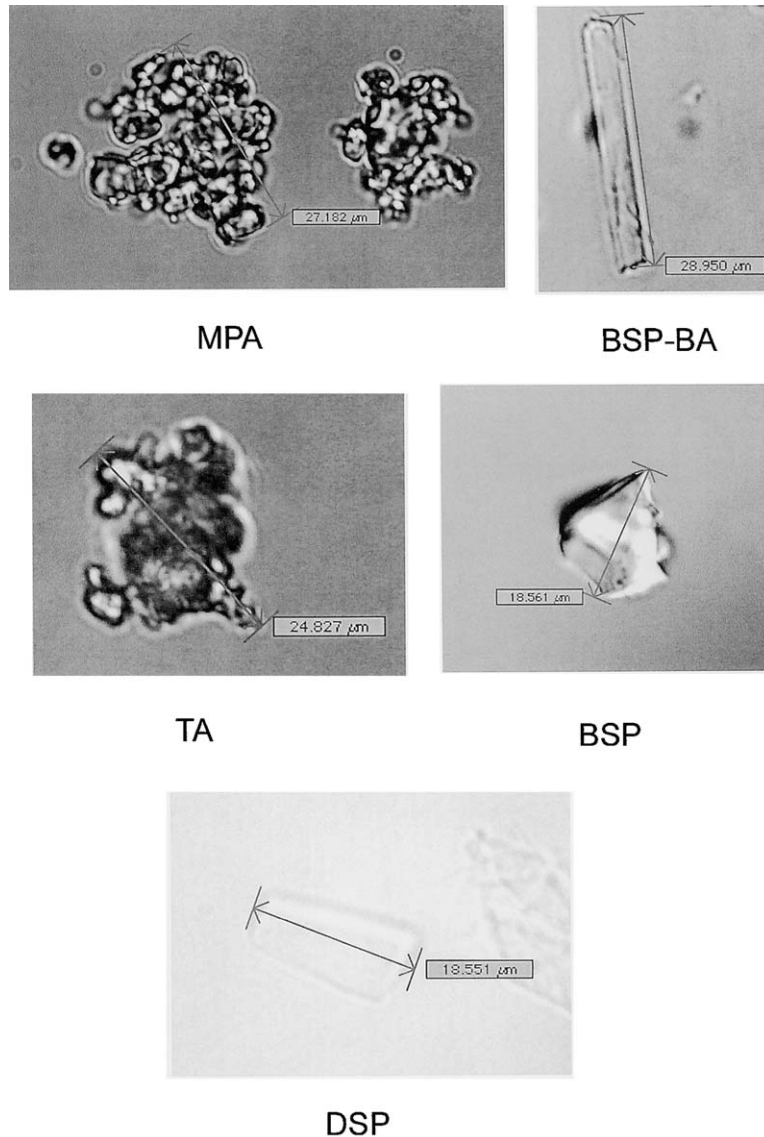 27.182 µm
28.950 µm
MPA
BSP-BA
24.827 µm
18.561 µm
TA
BSP
18.551 µm
DSP